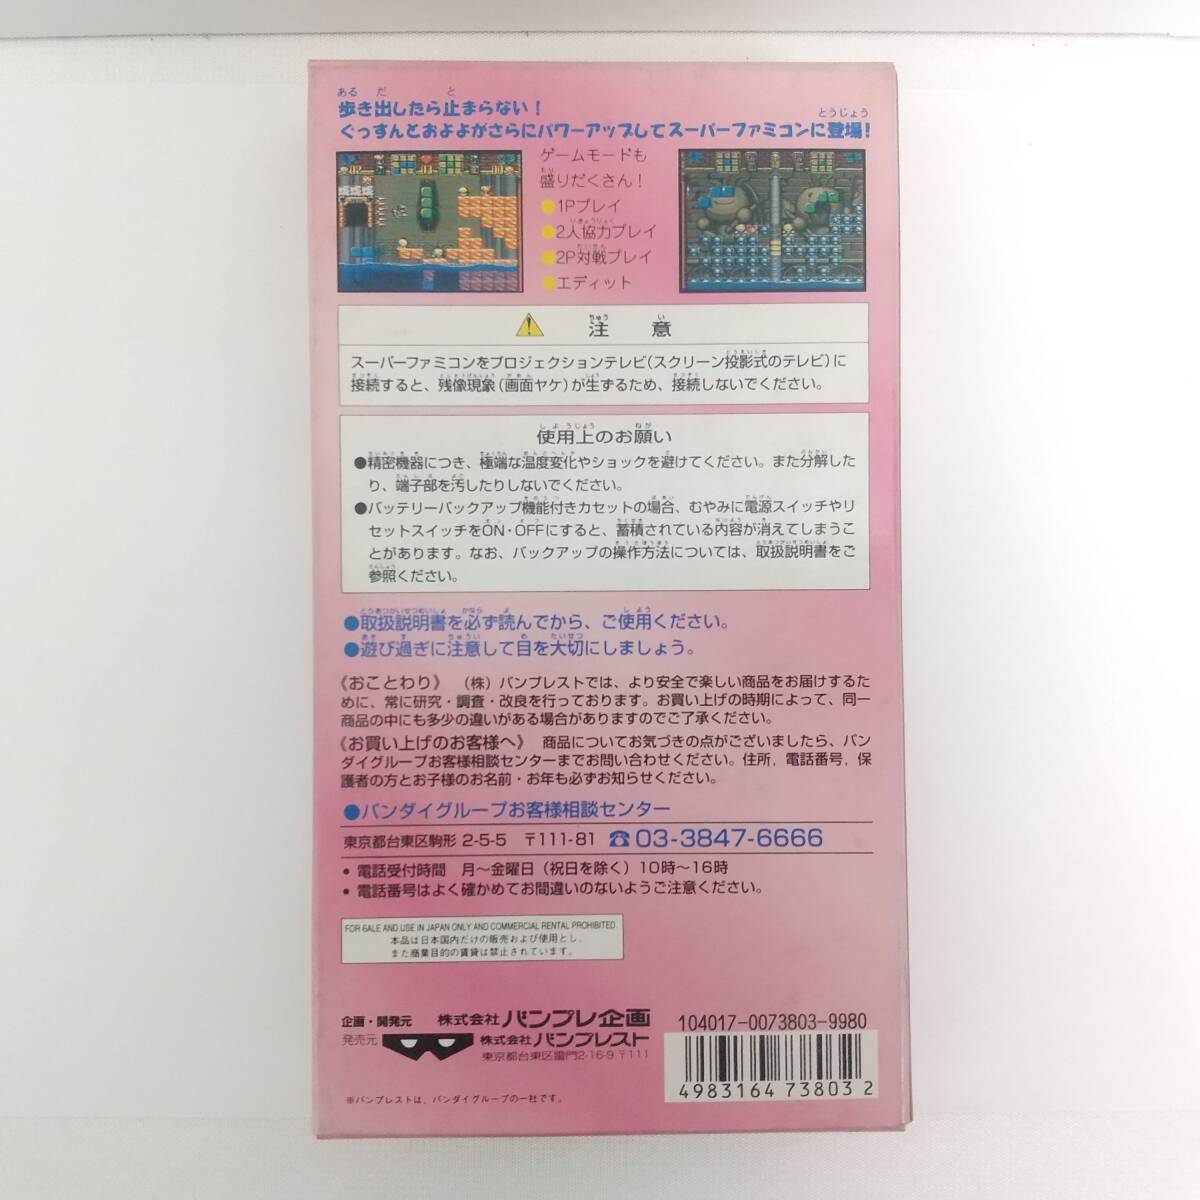 歩き出したら止まらない!
ぐっすんとおよよがさらにパワーアップしてスーパーファミコンに登場!
ゲームモードも
盛りだくさん!
●1Pプレイ
●2人協力プレイ
●2P対戦プレイ
●エディット
注意
スーパーファミコンをプロジェクションテレビ(スクリーン投影式のテレビ)に
接続すると、残像現象(画面ヤケ)が生ずるため、接続しないでください。
使用上のお願い
●精密機器につき、極端な温度変化やショックを避けてください。また分解した
り、端子部を汚したりしないでください。
●バッテリーバックアップ機能付きカセットの場合、むやみに電源スイッチやリ
セットスイッチをON・OFFにすると、蓄積されている内容が消えてしまうこ
とがあります。なお、バックアップの操作方法については、取扱説明書をご
参照ください。
●取扱説明書を必ず読んでから、ご使用ください。
●遊び過ぎに注意して目を大切にしましょう。
《おことわり》 (株)バンプレストでは、より安全で楽しい商品をお届けするた
めに、常に研究・調査・改良を行っております。お買い上げの時期によって、同一
商品の中にも多少の違いがある場合がありますのでご了承ください。
《お買い上げのお客様へ》 商品についてお気づきの点がございましたら、バン
ダイグループお客様相談センターまでお問い合わせください。住所,電話番号,保
護者の方とお子様のお名前・お年も必ずお知らせください。
●バンダイグループお客様相談センター
東京都台東区駒形 2-5-5 〒111-81 ☎03-3847-6666
• 電話受付時間 月〜金曜日(祝日を除く)10時〜16時
• 電話番号はよく確かめてお間違いのないようご注意ください。
FOR SALE AND USE IN JAPAN ONLY AND COMMERCIAL RENTAL PROHIBITED.
本品は日本国内だけの販売および使用とし、
また商業目的の賃貸は禁止されています。
企画・開発元 株式会社 バンプレ企画
発売元 株式会社 バンプレスト
東京都台東区雷門2-16-9 〒111
※バンプレストは、バンダイグループの一社です。
104017-0073803-9980
4983164 73803 2